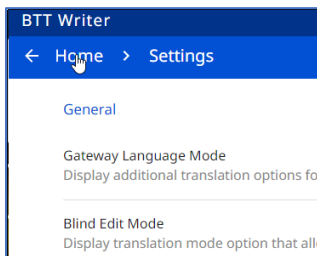 BTT Writer
← Home > Settings
General
Gateway Language Mode
Display additional translation options fo
Blind Edit Mode
Display translation mode option that all